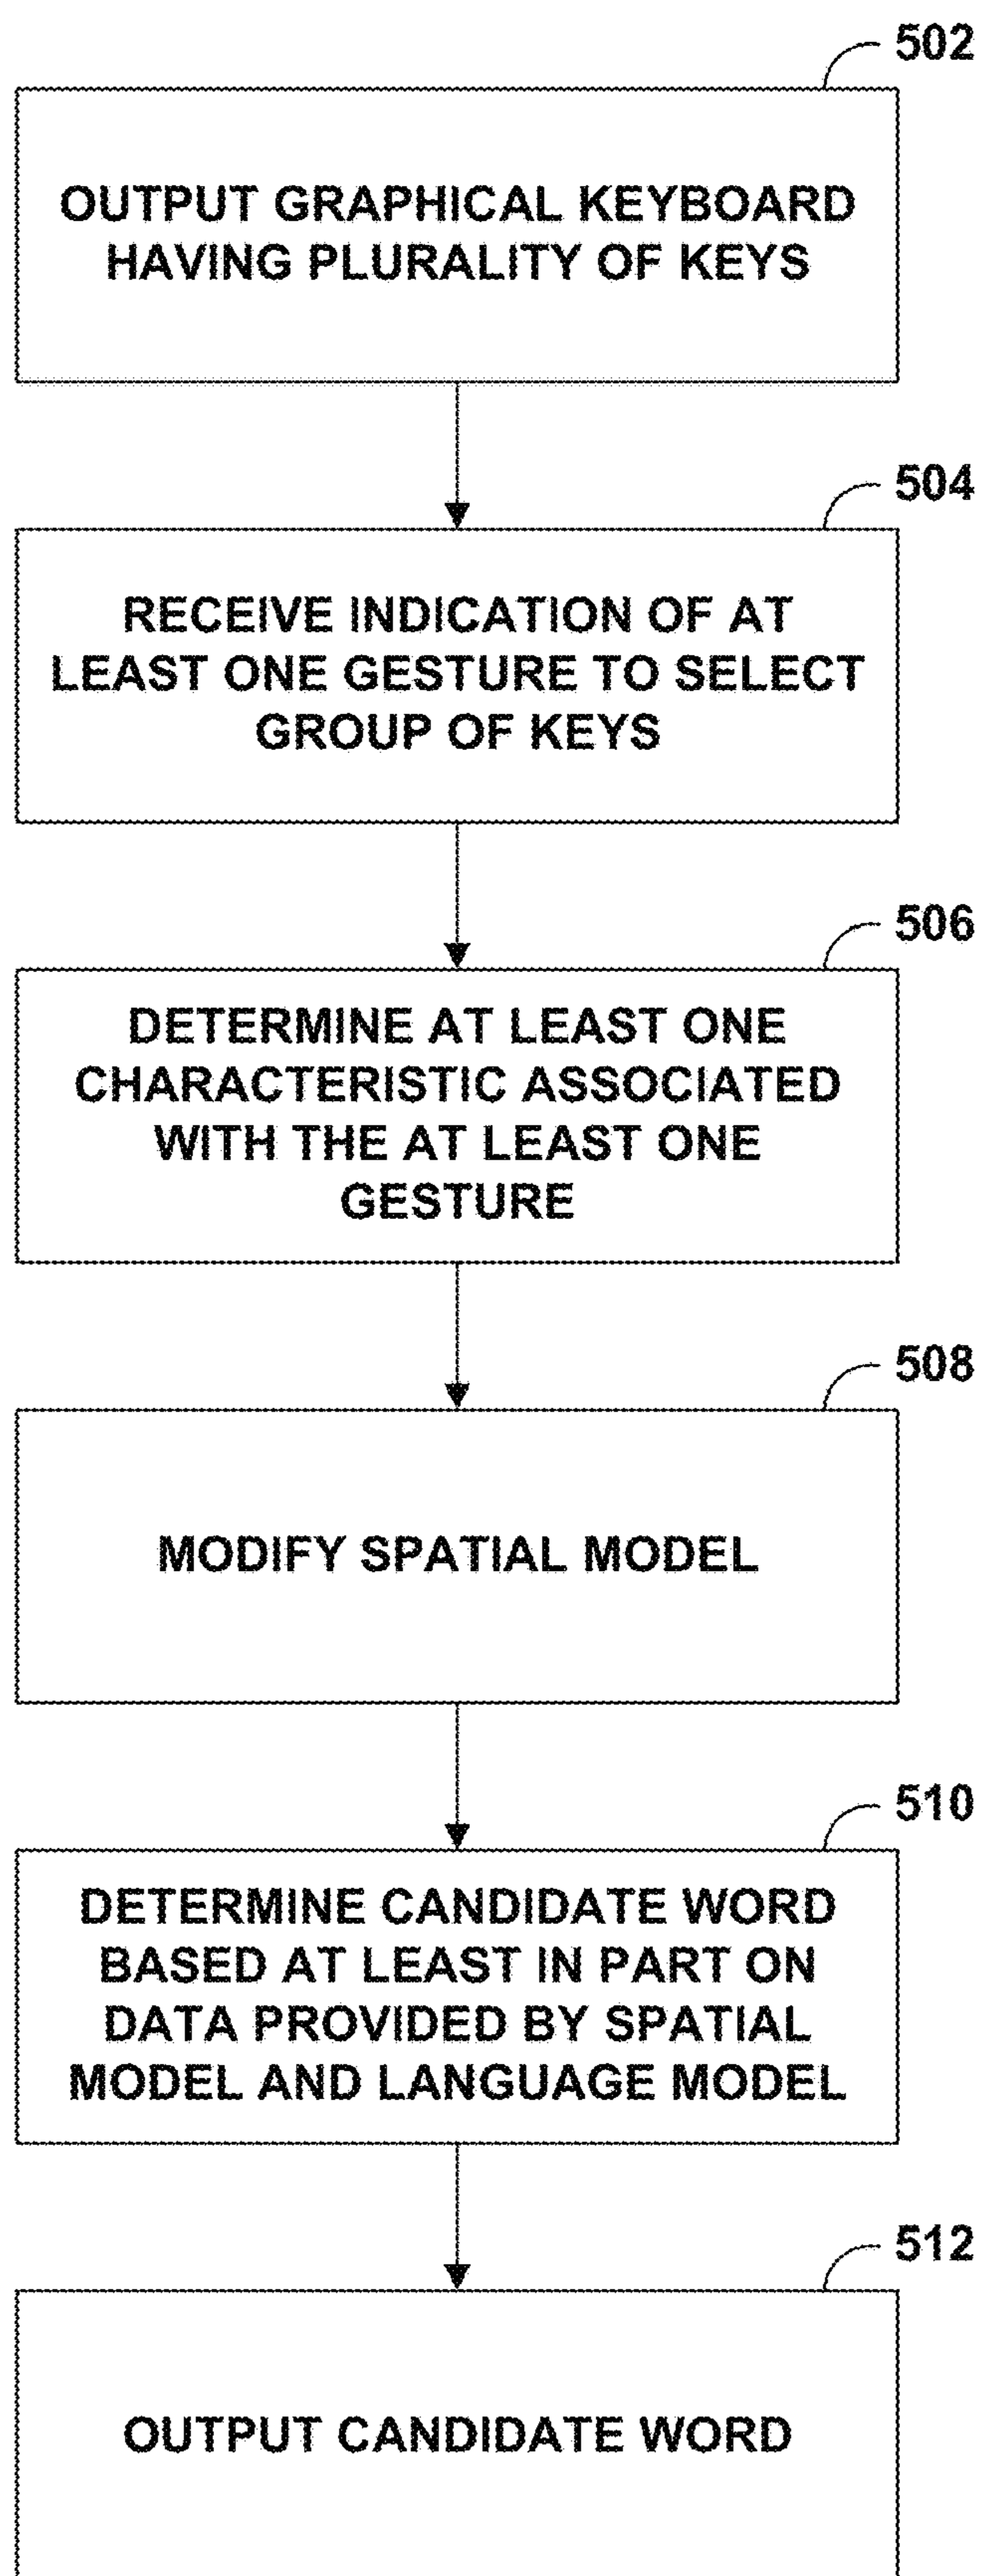 502
OUTPUT GRAPHICAL KEYBOARD
HAVING PLURALITY OF KEYS
504
RECEIVE INDICATION OF AT
LEAST ONE GESTURE TO SELECT
GROUP OF KEYS
506
DETERMINE AT LEAST ONE
CHARACTERISTIC ASSOCIATED
WITH THE AT LEAST ONE
GESTURE
508
MODIFY SPATIAL MODEL
510
DETERMINE CANDIDATE WORD
BASED AT LEAST IN PART ON
DATA PROVIDED BY SPATIAL
MODEL AND LANGUAGE MODEL
512
OUTPUT CANDIDATE WORD